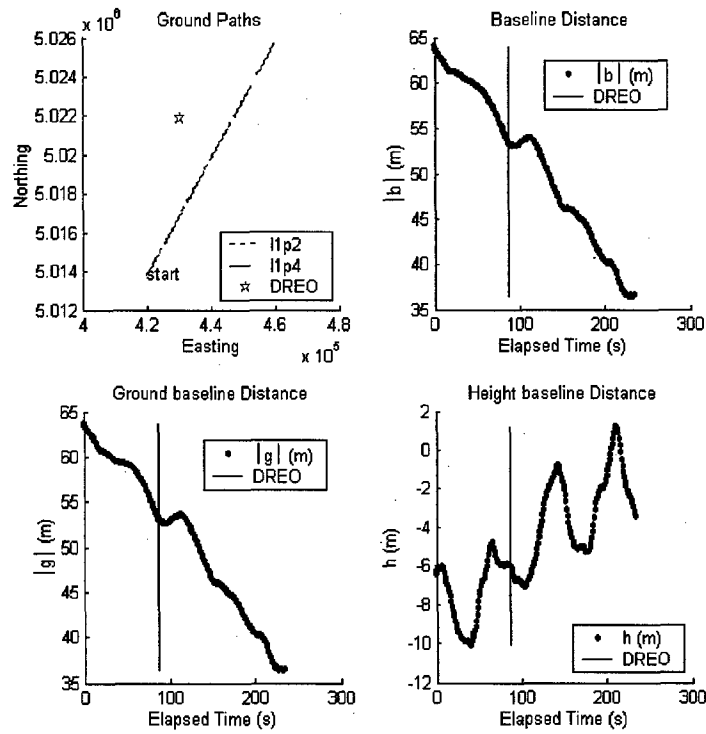 Ground Paths
x 10⁶
5.026
5.024
5.022
5.02
5.018
5.016
5.014
5.012
Northing
start
l1p2
l1p4
DREO
4 4.2 4.4 4.6 4.8
Easting
x 10⁵
Baseline Distance
65
60
55
50
45
40
35
|b| (m)
|b| (m)
DREO
0 100 200 300
Elapsed Time (s)
Ground baseline Distance
65
60
55
50
45
40
35
|g| (m)
|g| (m)
DREO
0 100 200 300
Elapsed Time (s)
Height baseline Distance
2
0
-2
-4
-6
-8
-10
-12
h (m)
h (m)
DREO
0 100 200 300
Elapsed Time (s)